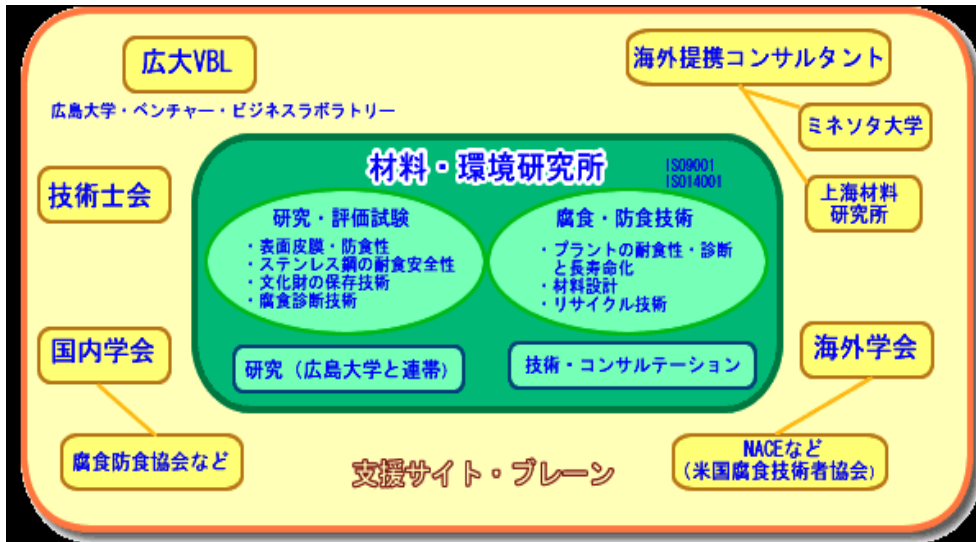 広大VBL
広島大学・ベンチャー・ビジネスラボラトリー
海外提携コンサルタント
ミネソタ大学
上海材料
研究所
技術士会
材料・環境研究所
ISO9001
ISO14001
研究・評価試験
・表面皮膜・防食性
・ステンレス鋼の耐食安全性
・文化財の保存技術
・腐食診断技術
腐食・防食技術
・プラントの耐食性・診断
と長寿命化
・材料設計
・リサイクル技術
研究（広島大学と連帯）
技術・コンサルテーション
国内学会
腐食防食協会など
海外学会
NACEなど
（米国腐食技術者協会）
支援サイト・ブレーン